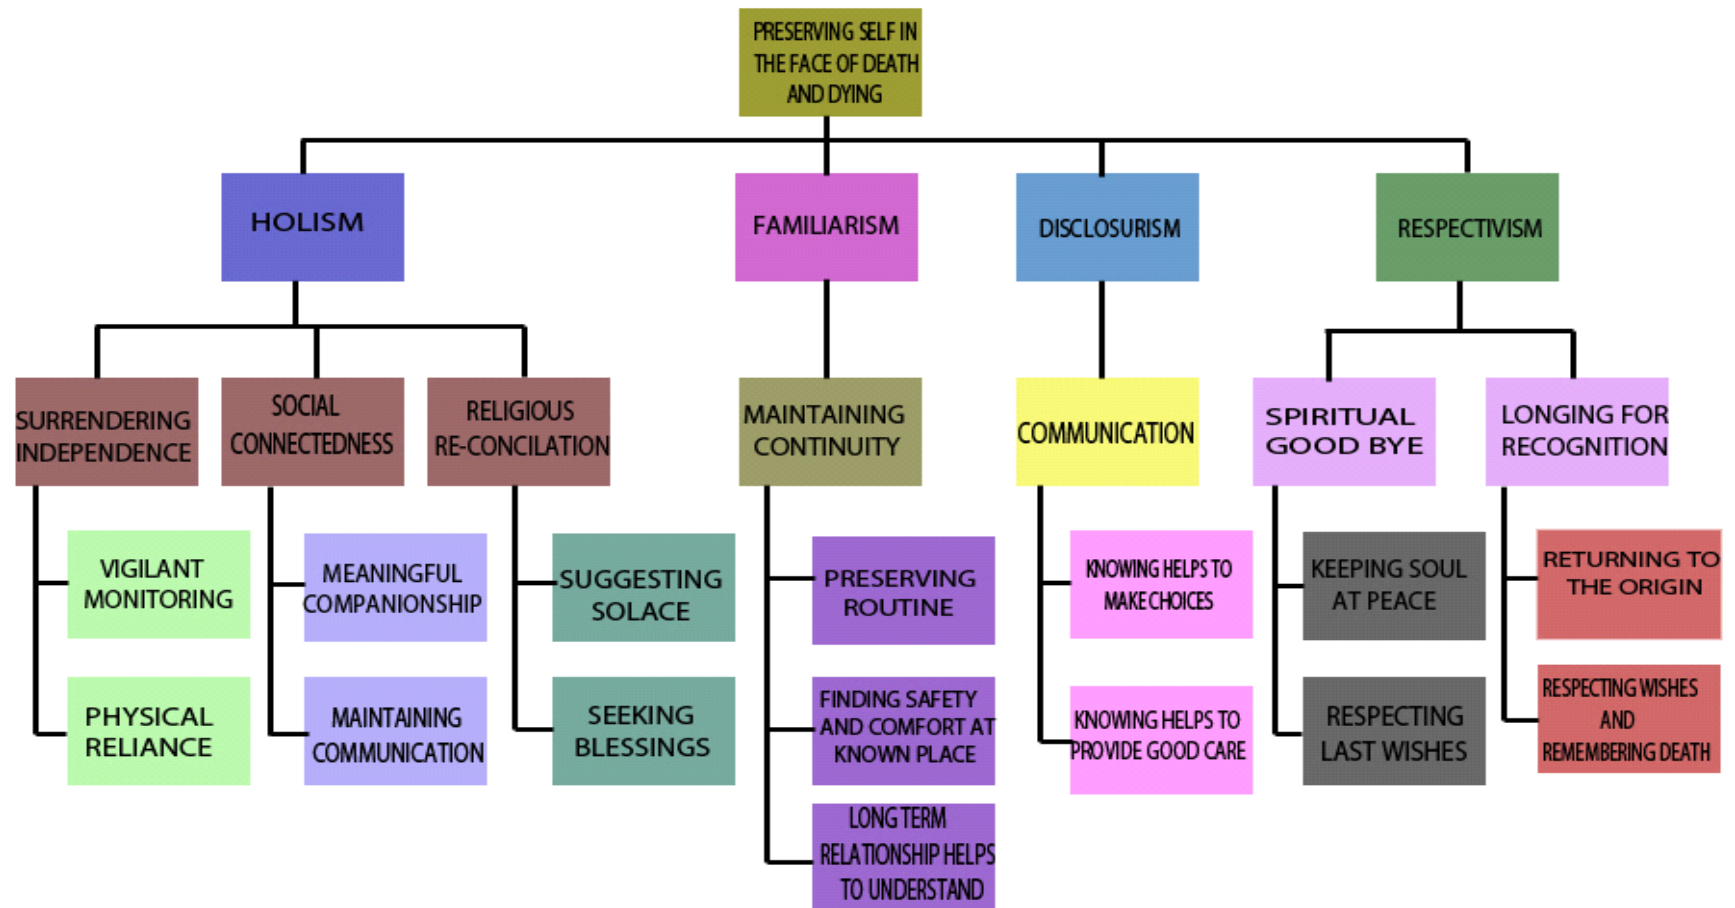 PRESERVING SELF IN
THE FACE OF DEATH
AND DYING
HOLISM
FAMILIARISM
DISCLOSURISM
RESPECTIVISM
SURRENDERING
INDEPENDENCE
SOCIAL
CONNECTEDNESS
RELIGIOUS
RE-CONCILATION
MAINTAINING
CONTINUITY
COMMUNICATION
SPIRITUAL
GOOD BYE
LONGING FOR
RECOGNITION
VIGILANT
MONITORING
PHYSICAL
RELIANCE
MEANINGFUL
COMPANIONSHIP
MAINTAINING
COMMUNICATION
SUGGESTING
SOLACE
SEEKING
BLESSINGS
PRESERVING
ROUTINE
FINDING SAFETY
AND COMFORT AT
KNOWN PLACE
LONG TERM
RELATIONSHIP HELPS
TO UNDERSTAND
KNOWING HELPS TO
MAKE CHOICES
KNOWING HELPS TO
PROVIDE GOOD CARE
KEEPING SOUL
AT PEACE
RESPECTING
LAST WISHES
RETURNING TO
THE ORIGIN
RESPECTING WISHES
AND
REMEMBERING DEATH